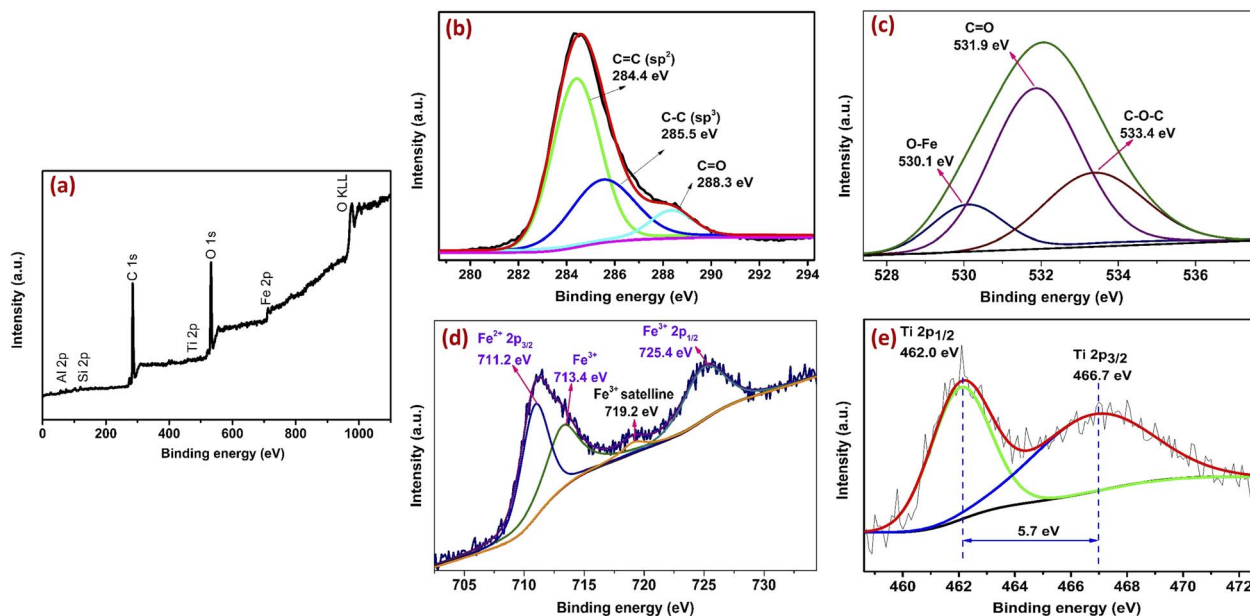 (a)
Al 2p
Si 2p
C 1s
Ti 2p
O 1s
Fe 2p
O KLL
Intensity (a.u.)
0 200 400 600 800 1000
Binding energy (eV)
(b)
C=C (sp²)
284.4 eV
C-C (sp³)
285.5 eV
C=O
288.3 eV
Intensity (a.u.)
280 282 284 286 288 290 292 294
Binding energy (eV)
(c)
C=O
531.9 eV
O-Fe
530.1 eV
C-O-C
533.4 eV
Intensity (a.u.)
528 530 532 534 536
Binding energy (eV)
(d)
Fe²⁺ 2p₃/₂
711.2 eV
Fe³⁺
713.4 eV
Fe³⁺ satelline
719.2 eV
Fe³⁺ 2p₁/₂
725.4 eV
Intensity (a.u.)
705 710 715 720 725 730
Binding energy (eV)
(e)
Ti 2p1/2
462.0 eV
Ti 2p3/2
466.7 eV
5.7 eV
Intensity (a.u.)
460 462 464 466 468 470 472
Binding energy (eV)